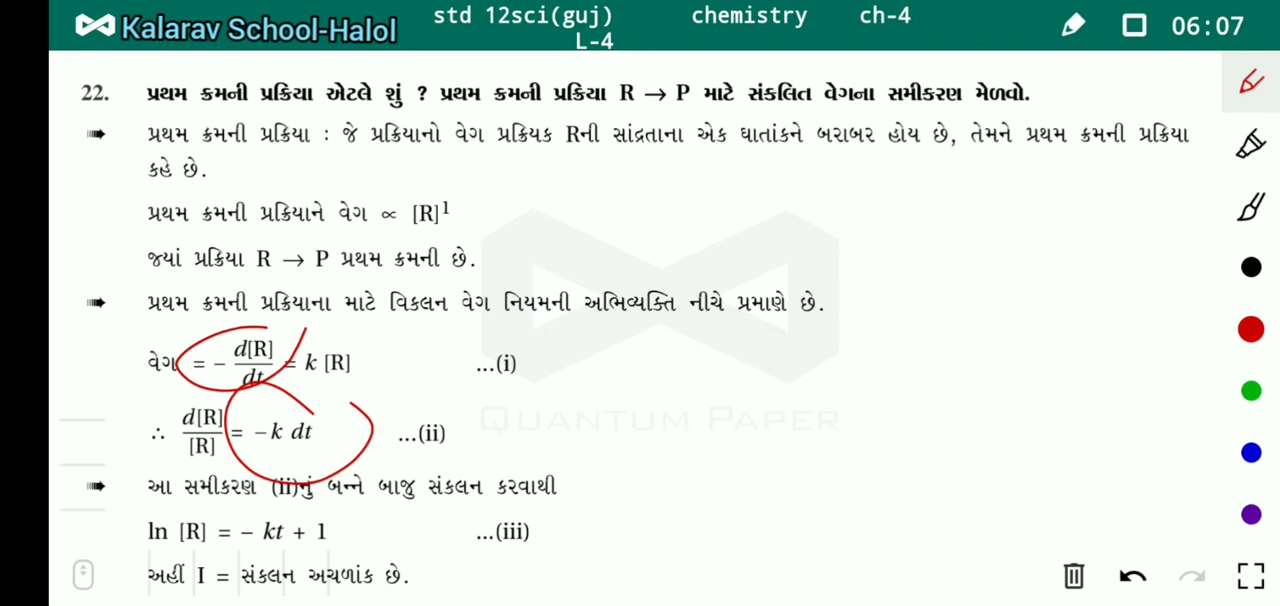 Kalarav School-Halol
std 12sci(guj) chemistry ch-4
L-4
06:07
22. પ્રથમ ક્રમની પ્રક્રિયા એટલે શું ? પ્રથમ ક્રમની પ્રક્રિયા R → P માટે સંકલિત વેગના સમીકરણ મેળવો.
➠ પ્રથમ ક્રમની પ્રક્રિયા : જે પ્રક્રિયાનો વેગ પ્રક્રિયક Rની સાંદ્રતાના એક ઘાતાંકને બરાબર હોય છે, તેમને પ્રથમ ક્રમની પ્રક્રિયા
કહે છે.
પ્રથમ ક્રમની પ્રક્રિયાને વેગ ∝ [R]¹
જ્યાં પ્રક્રિયા R → P પ્રથમ ક્રમની છે.
➠ પ્રથમ ક્રમની પ્રક્રિયાના માટે વિકલન વેગ નિયમની અભિવ્યક્તિ નીચે પ્રમાણે છે.
વેગ = − d[R]/dt = k [R] ...(i)
∴ d[R]/[R] = −k dt ...(ii)
QUANTUM PAPER
➠ આ સમીકરણ (ii)નું બન્ને બાજુ સંકલન કરવાથી
ln [R] = − kt + 1 ...(iii)
અહીં I = સંકલન અચળાંક છે.